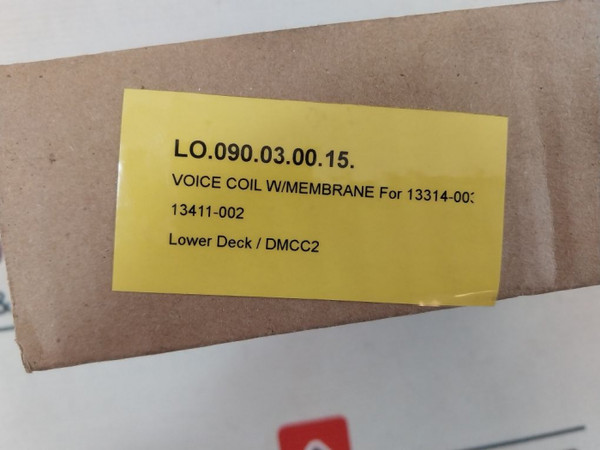 LO.090.03.00.15.
VOICE COIL W/MEMBRANE For 13314-003
13411-002
Lower Deck / DMCC2